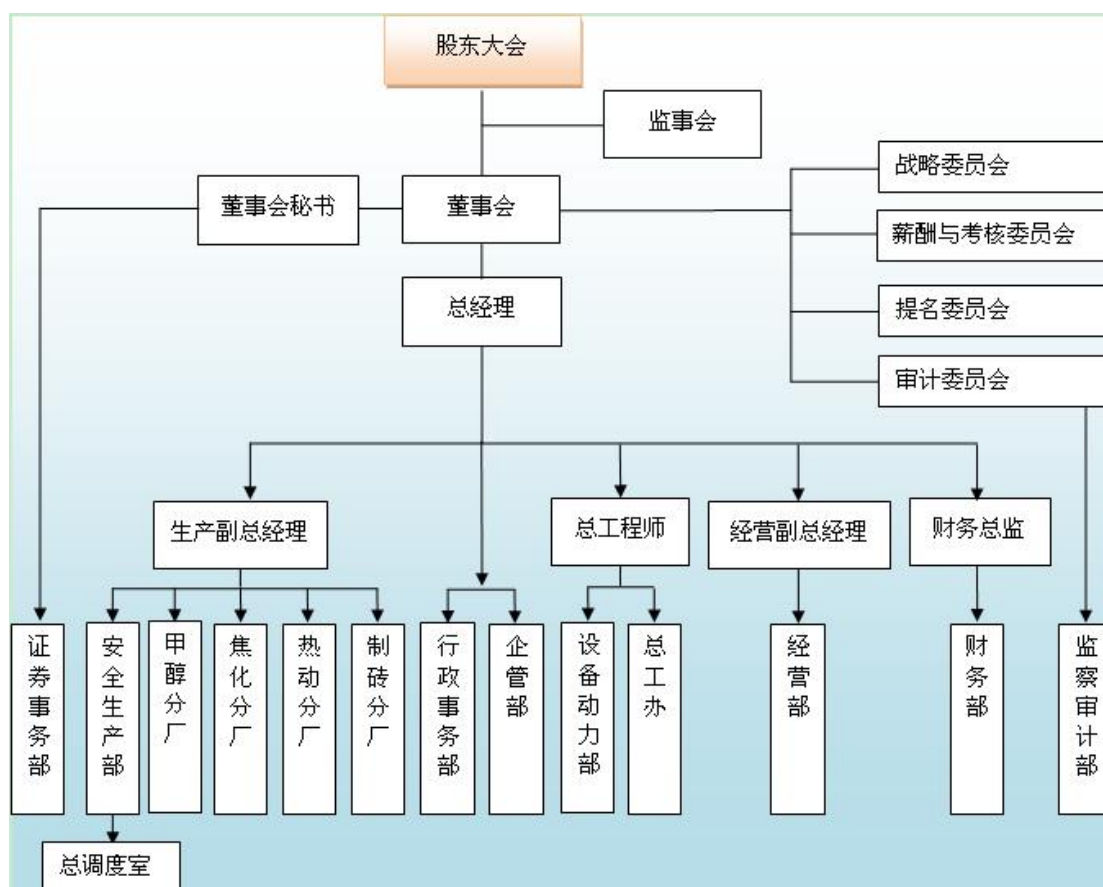 股东大会
监事会
战略委员会
董事会秘书
董事会
薪酬与考核委员会
总经理
提名委员会
审计委员会
生产副总经理
总工程师
经营副总经理
财务总监
证券事务部
安全生产部
甲醇分厂
焦化分厂
热动分厂
制砖分厂
行政事务部
企管部
设备动力部
总工办
经营部
财务部
监察审计部
总调度室